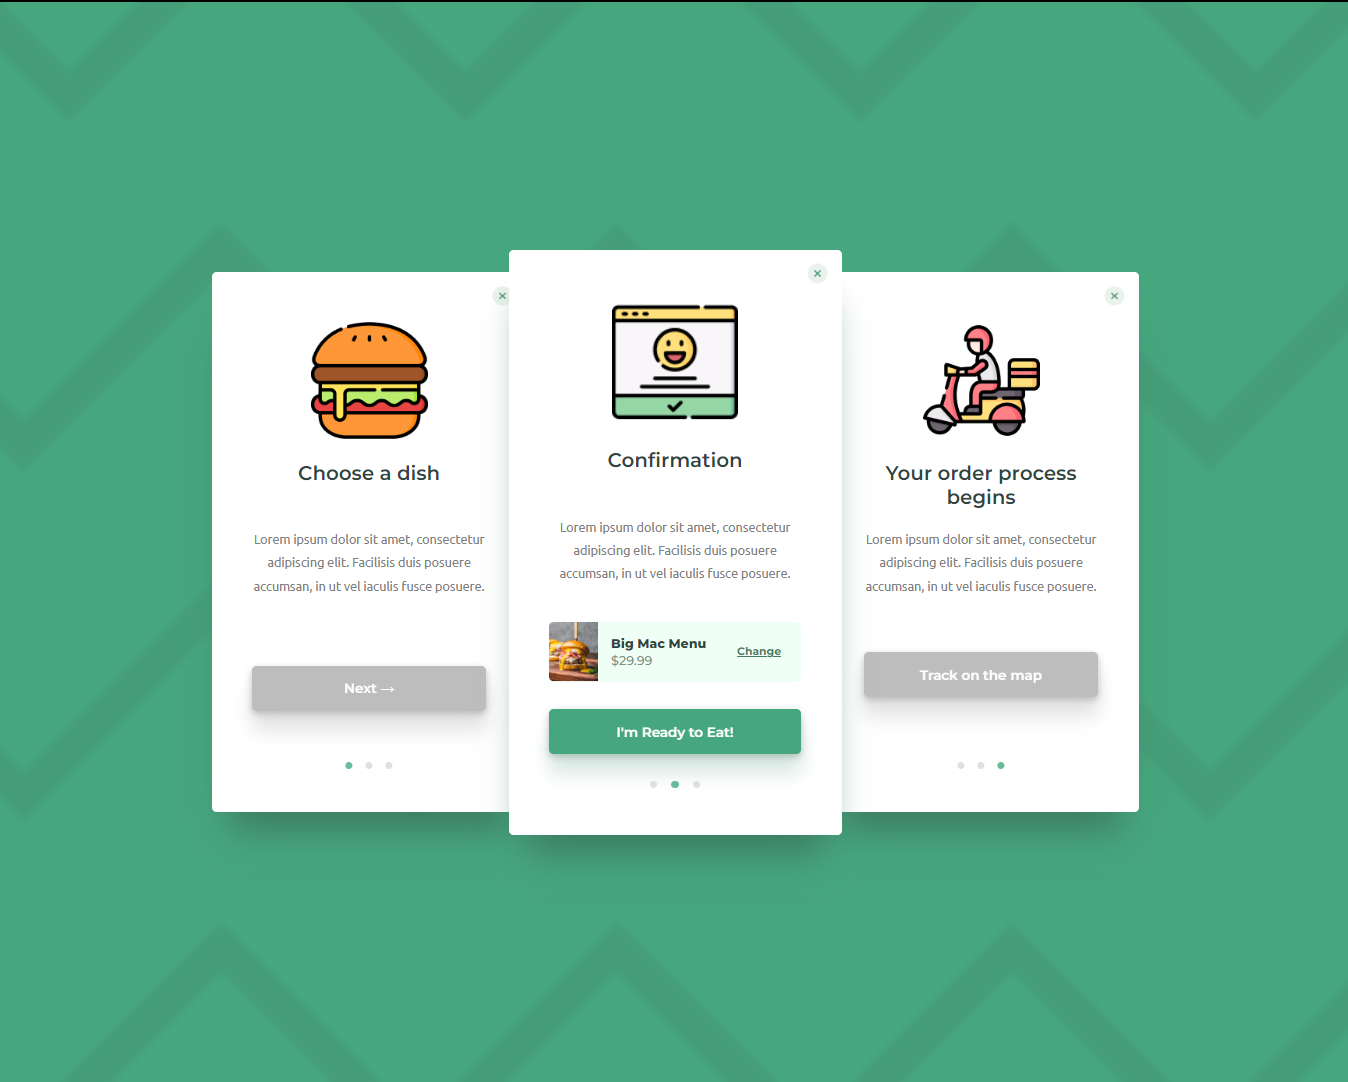 Choose a dish
Lorem ipsum dolor sit amet, consectetur
adipiscing elit. Facilisis duis posuere
accumsan, in ut vel iaculis fusce posuere.
Next →
Confirmation
Lorem ipsum dolor sit amet, consectetur
adipiscing elit. Facilisis duis posuere
accumsan, in ut vel iaculis fusce posuere.
Big Mac Menu
$29.99
Change
I'm Ready to Eat!
Your order process
begins
Lorem ipsum dolor sit amet, consectetur
adipiscing elit. Facilisis duis posuere
accumsan, in ut vel iaculis fusce posuere.
Track on the map